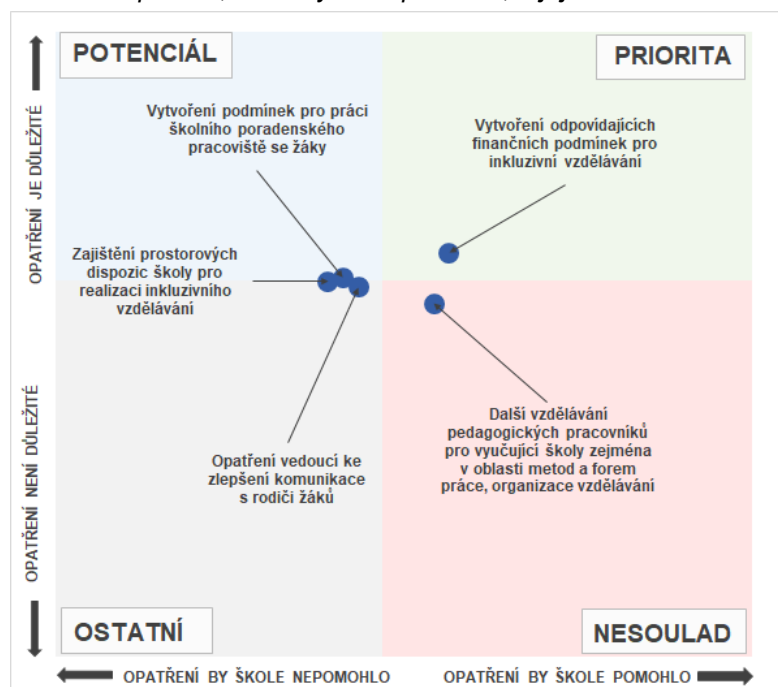 POTENCIÁL
PRIORITA
Vytvoření podmínek pro práci
školního poradenského
pracoviště se žáky
Vytvoření odpovídajících
finančních podmínek pro
inkluzivní vzdělávání
OPATŘENÍ JE DŮLEŽITÉ
Zajištění prostorových
dispozic školy pro
realizaci inkluzivního
vzdělávání
OPATŘENÍ NENÍ DŮLEŽITÉ
Opatření vedoucí ke
zlepšení komunikace
s rodiči žáků
Další vzdělávání
pedagogických pracovníků
pro vyučující školy zejména
v oblasti metod a forem
práce, organizace vzdělávání
OSTATNÍ
NESOULAD
OPATŘENÍ BY ŠKOLE NEPOMOHLO
OPATŘENÍ BY ŠKOLE POMOHLO